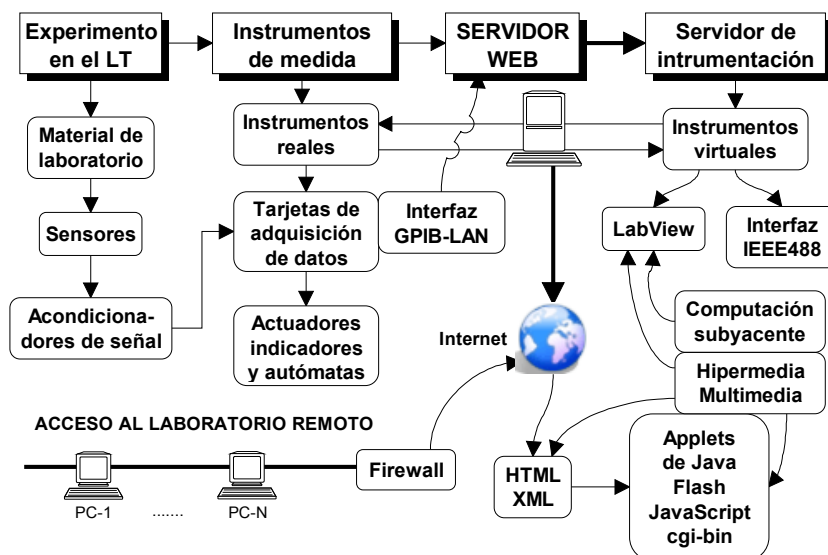 Experimento
en el LT
Instrumentos
de medida
SERVIDOR
WEB
Servidor de
intrumentación
Material de
laboratorio
Instrumentos
reales
Instrumentos
virtuales
Sensores
Tarjetas de
adquisición
de datos
Interfaz
GPIB-LAN
LabView
Interfaz
IEEE488
Acondiciona-
dores de señal
Actuadores
indicadores
y autómatas
Internet
Computación
subyacente
Hipermedia
Multimedia
ACCESO AL LABORATORIO REMOTO
Firewall
HTML
XML
Applets
de Java
Flash
JavaScript
cgi-bin
PC-1 ....... PC-N